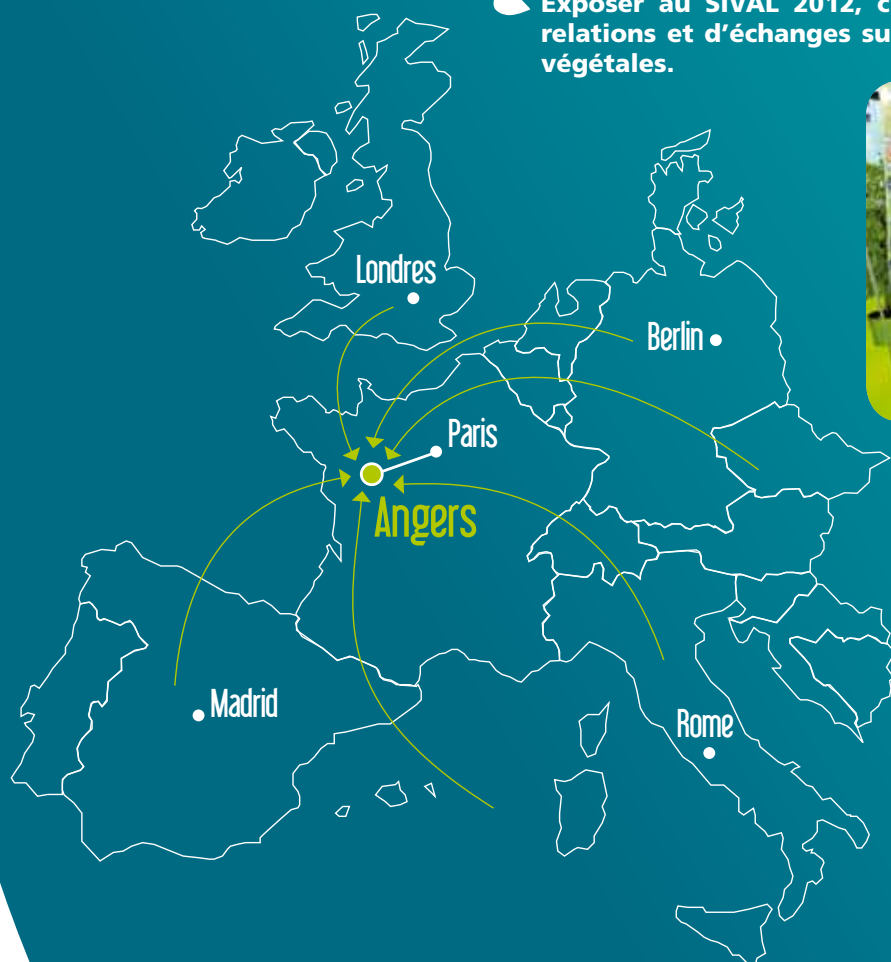 Exposer au SIVAL 2012, c
relations et d'échanges su
végétales.
Londres
Berlin
Paris
Angers
Madrid
Rome